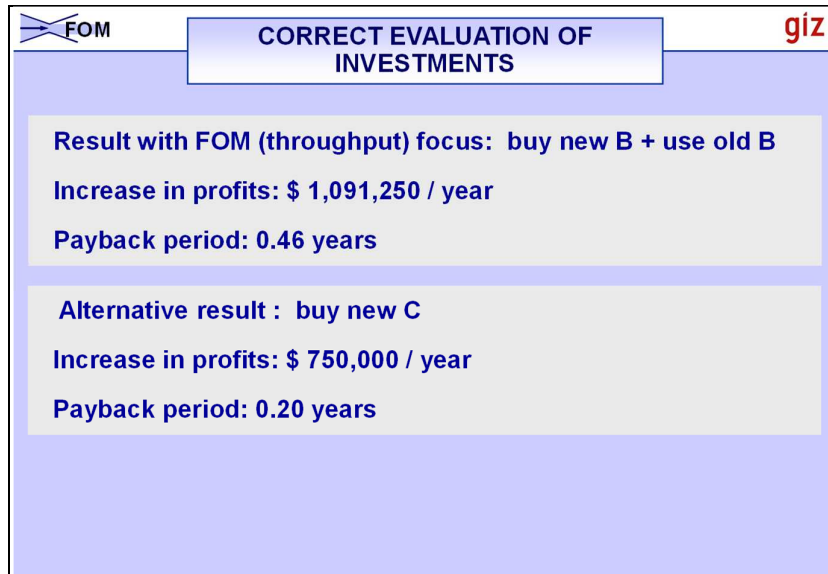 FOM
CORRECT EVALUATION OF
INVESTMENTS
giz
Result with FOM (throughput) focus: buy new B + use old B
Increase in profits: $ 1,091,250 / year
Payback period: 0.46 years
Alternative result : buy new C
Increase in profits: $ 750,000 / year
Payback period: 0.20 years